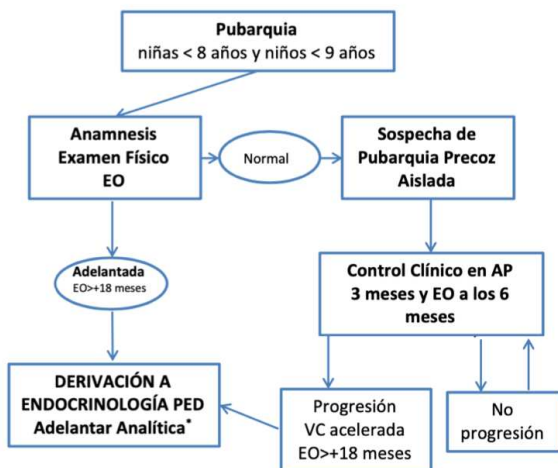 Pubarquia
niñas < 8 años y niños < 9 años
Anamnesis
Examen Físico
EO
Normal
Sospecha de
Pubarquia Precoz
Aislada
Adelantada
EO>+18 meses
Control Clínico en AP
3 meses y EO a los 6
meses
DERIVACIÓN A
ENDOCRINOLOGÍA PED
Adelantar Analítica*
Progresión
VC acelerada
EO>+18 meses
No
progresión